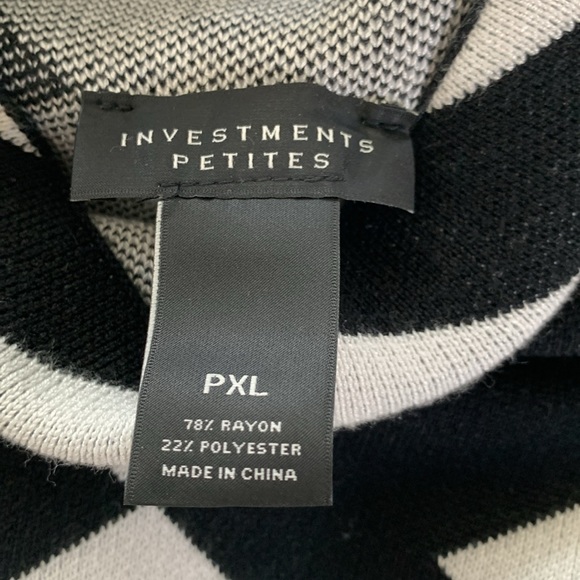 INVESTMENTS
PETITES
PXL
78% RAYON
22% POLYESTER
MADE IN CHINA